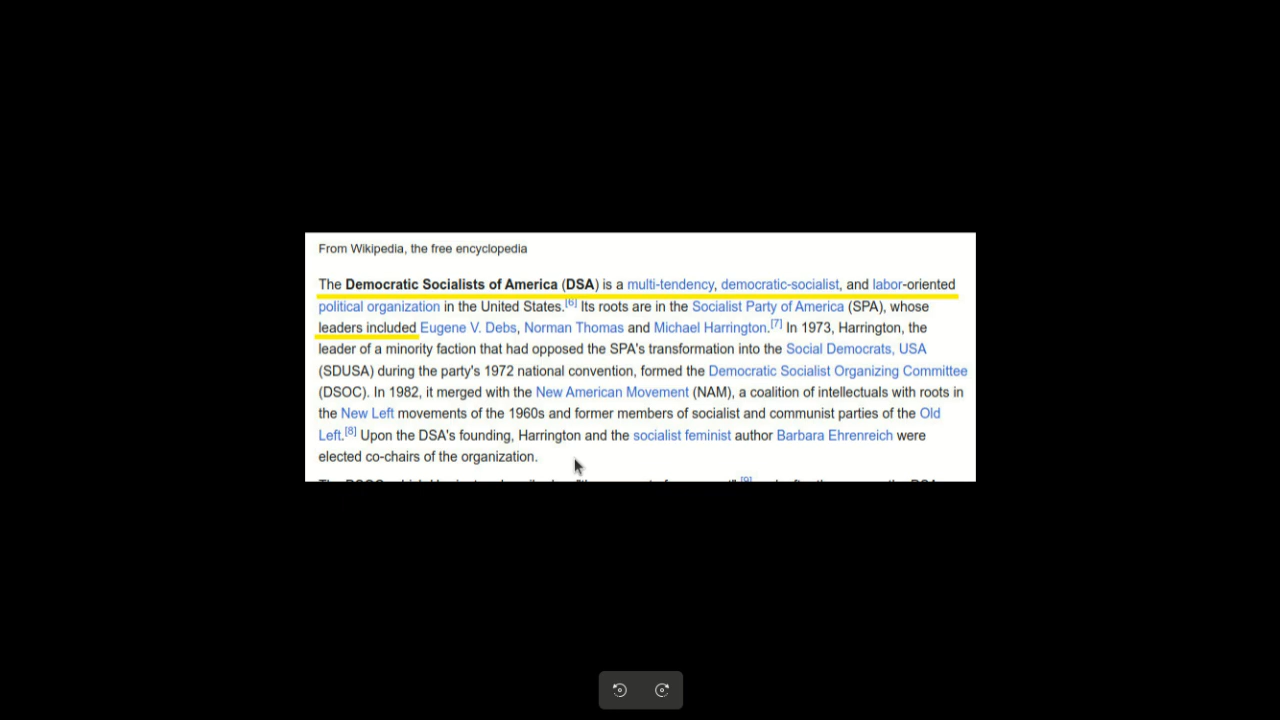 From Wikipedia, the free encyclopedia
The Democratic Socialists of America (DSA) is a multi-tendency, democratic-socialist, and labor-oriented
political organization in the United States.[6] Its roots are in the Socialist Party of America (SPA), whose
leaders included Eugene V. Debs, Norman Thomas and Michael Harrington.[7] In 1973, Harrington, the
leader of a minority faction that had opposed the SPA's transformation into the Social Democrats, USA
(SDUSA) during the party's 1972 national convention, formed the Democratic Socialist Organizing Committee
(DSOC). In 1982, it merged with the New American Movement (NAM), a coalition of intellectuals with roots in
the New Left movements of the 1960s and former members of socialist and communist parties of the Old
Left.[8] Upon the DSA's founding, Harrington and the socialist feminist author Barbara Ehrenreich were
elected co-chairs of the organization.